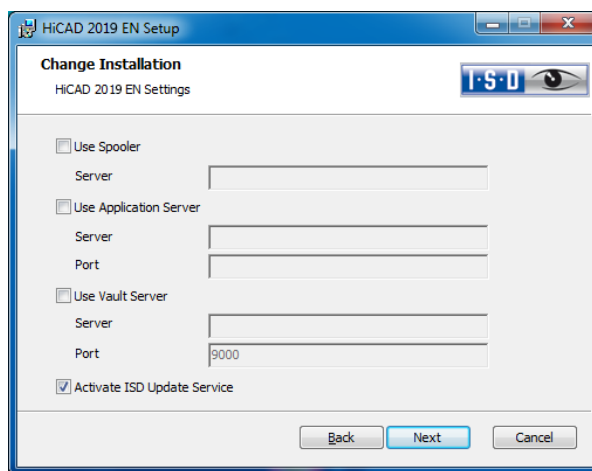 HiCAD 2019 EN Setup
Change Installation
HiCAD 2019 EN Settings
I·S·D
Use Spooler
Server
Use Application Server
Server
Port
Use Vault Server
Server
Port 9000
Activate ISD Update Service
Back Next Cancel